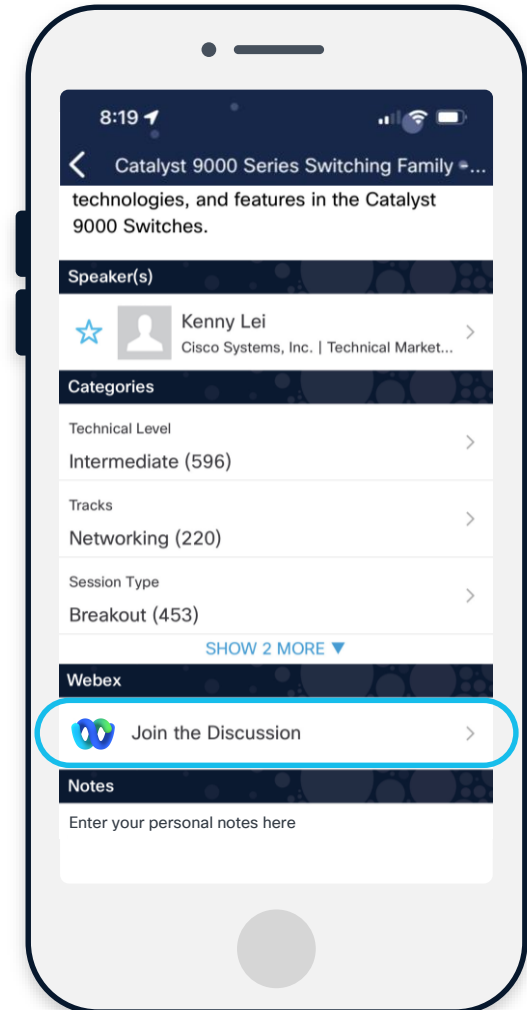 8:19
Catalyst 9000 Series Switching Family -...
technologies, and features in the Catalyst
9000 Switches.
Speaker(s)
Kenny Lei
Cisco Systems, Inc. | Technical Market...
Categories
Technical Level
Intermediate (596)
Tracks
Networking (220)
Session Type
Breakout (453)
SHOW 2 MORE ▼
Webex
Join the Discussion
Notes
Enter your personal notes here